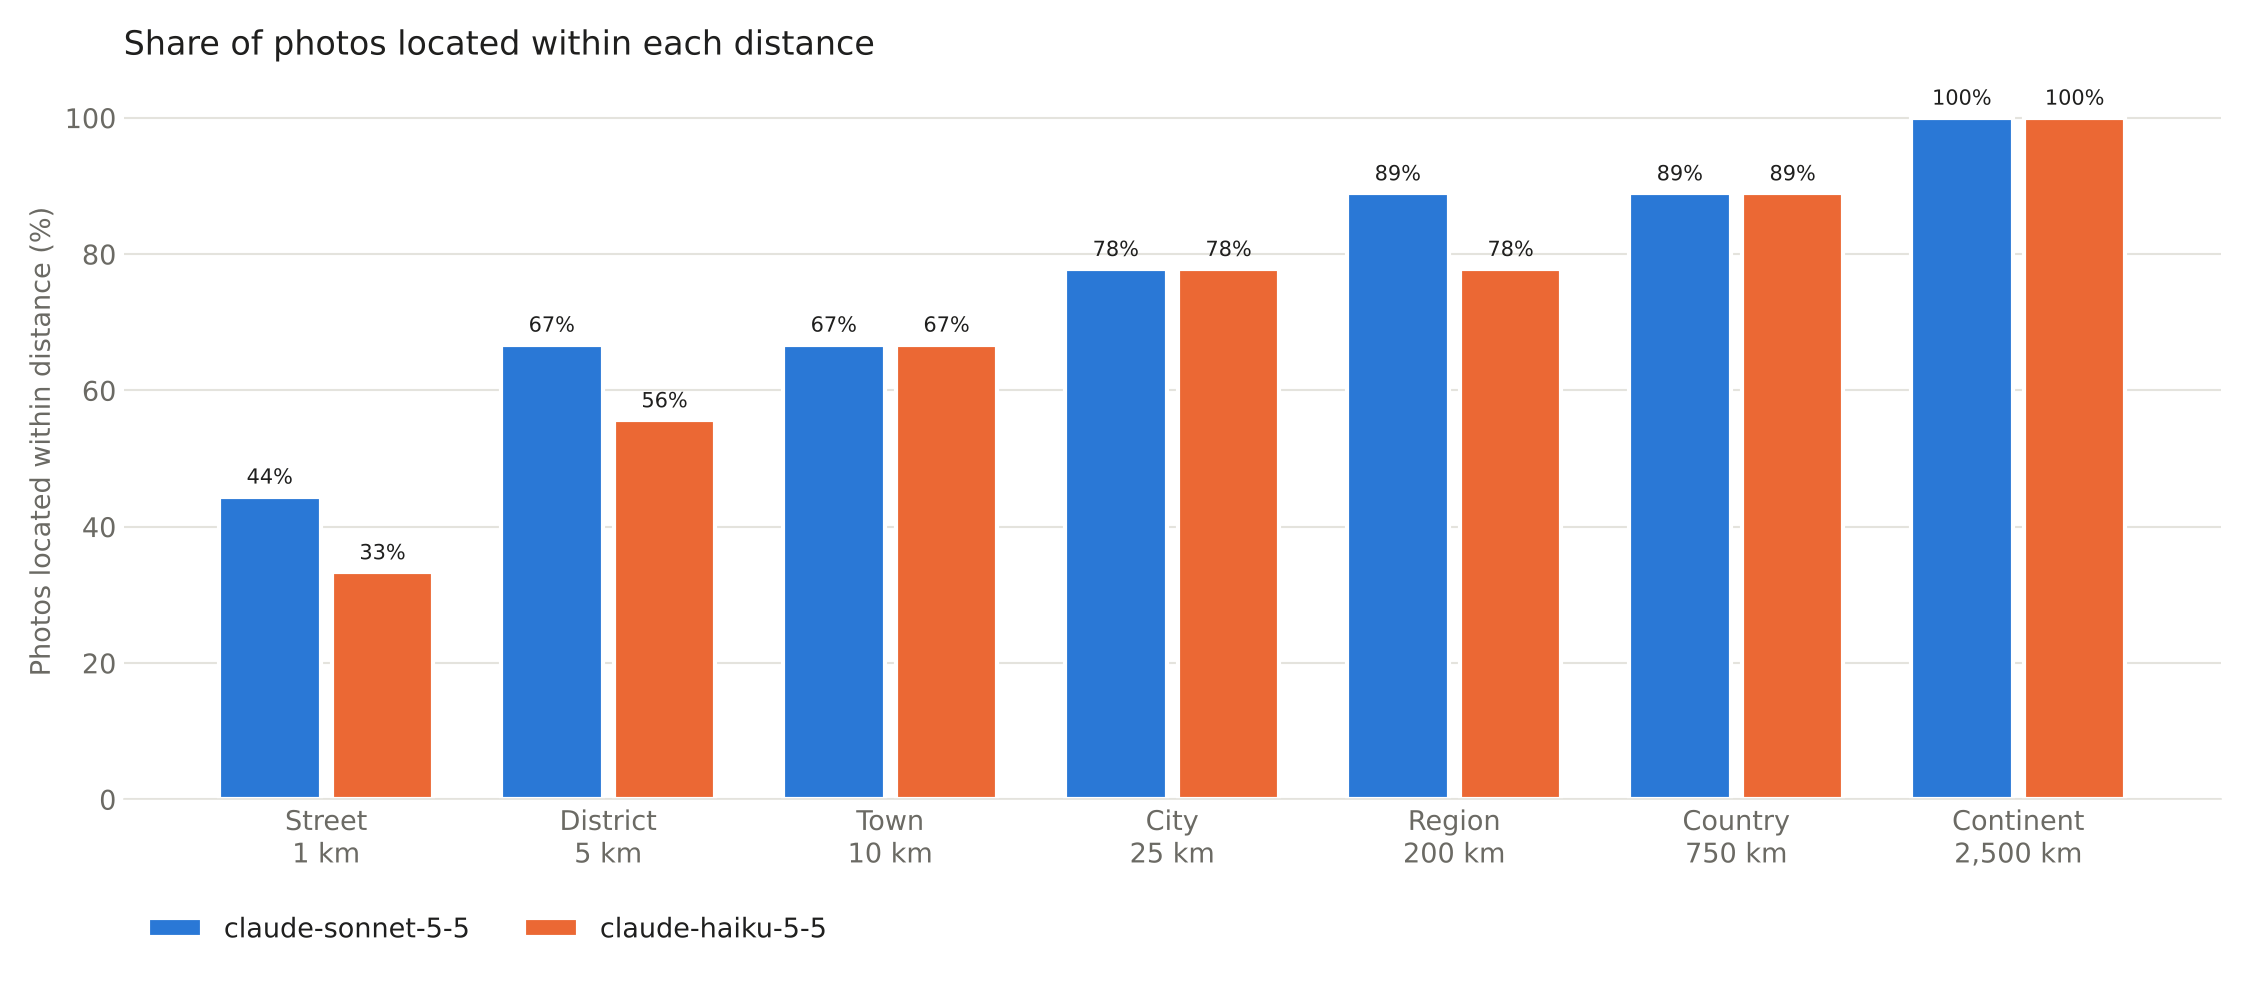 Share of photos located within each distance
Photos located within distance (%)
100
80
60
40
20
0
44%
33%
67%
56%
67%
67%
78%
78%
89%
78%
89%
89%
100%
100%
Street
1 km
District
5 km
Town
10 km
City
25 km
Region
200 km
Country
750 km
Continent
2,500 km
claude-sonnet-5-5
claude-haiku-5-5